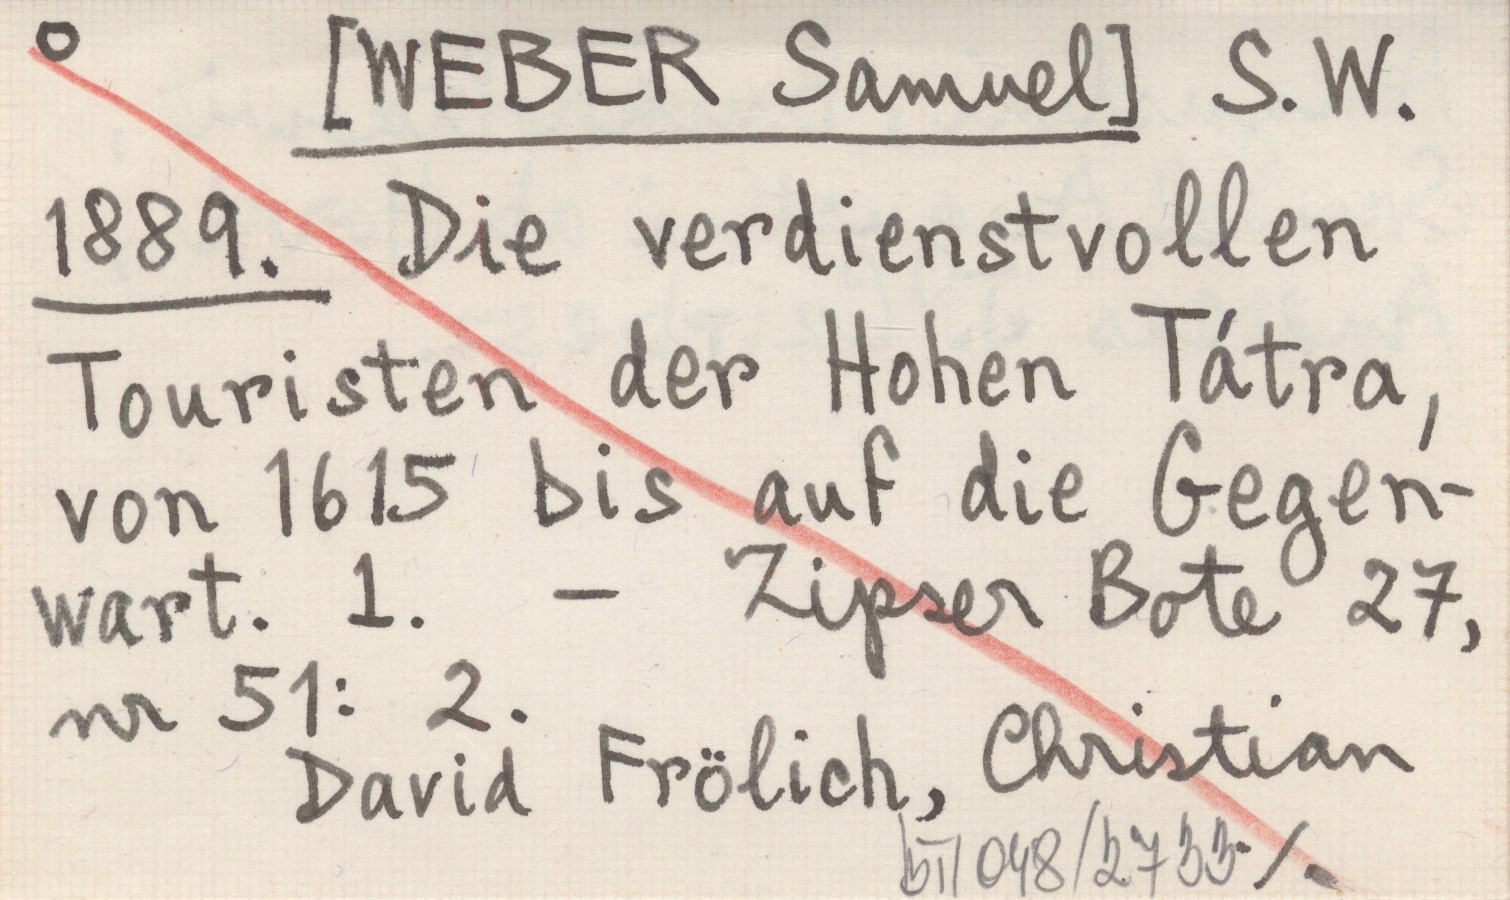 [WEBER Samuel] S.W.
1889. Die verdienstvollen
Touristen der Hohen Tátra,
von 1615 bis auf die Gegen-
wart. 1. – Zipser Bote 27,
nr 51: 2.
David Frölich, Christian
048/2733 /.